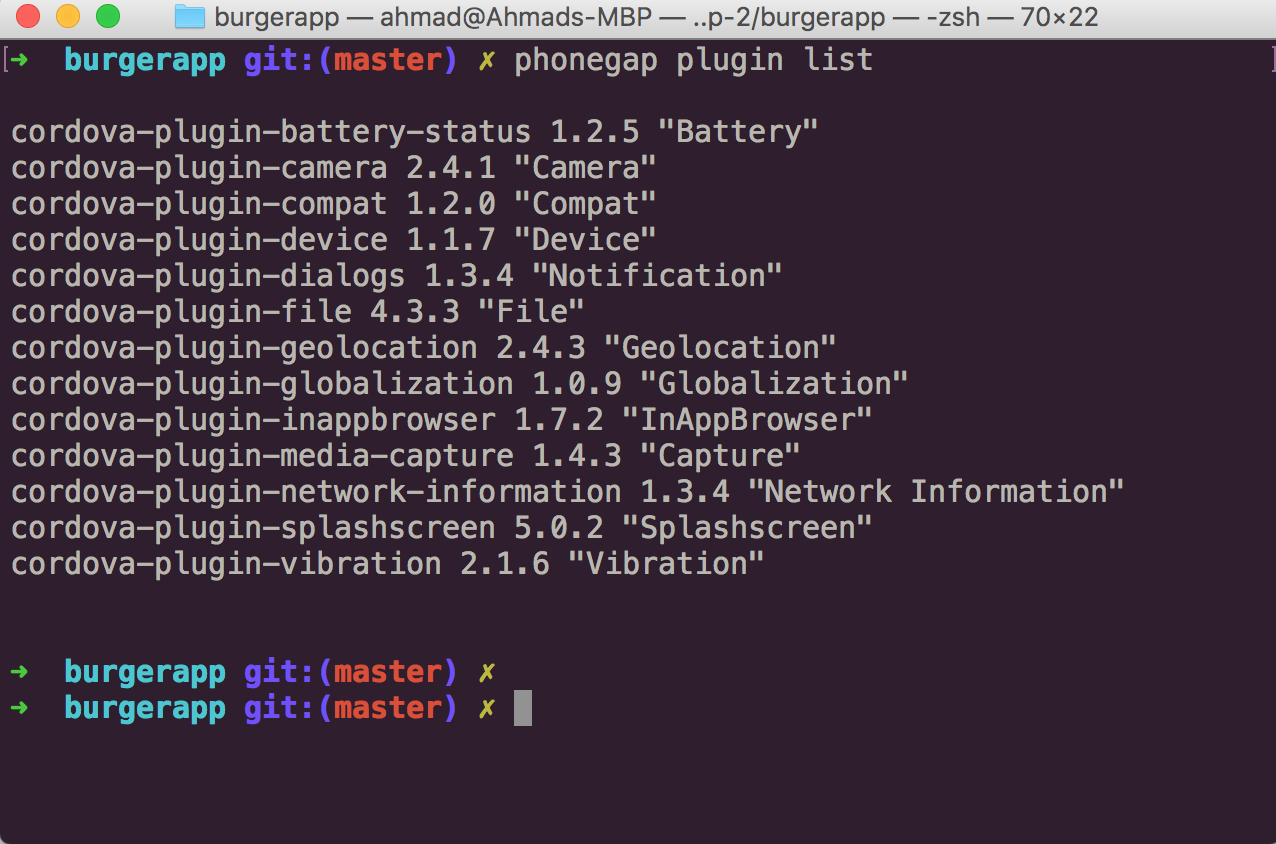 burgerapp — ahmad@Ahmads-MBP — ..p-2/burgerapp — -zsh — 70×22
[➜  burgerapp git:(master) ✗ phonegap plugin list ]
cordova-plugin-battery-status 1.2.5 "Battery"
cordova-plugin-camera 2.4.1 "Camera"
cordova-plugin-compat 1.2.0 "Compat"
cordova-plugin-device 1.1.7 "Device"
cordova-plugin-dialogs 1.3.4 "Notification"
cordova-plugin-file 4.3.3 "File"
cordova-plugin-geolocation 2.4.3 "Geolocation"
cordova-plugin-globalization 1.0.9 "Globalization"
cordova-plugin-inappbrowser 1.7.2 "InAppBrowser"
cordova-plugin-media-capture 1.4.3 "Capture"
cordova-plugin-network-information 1.3.4 "Network Information"
cordova-plugin-splashscreen 5.0.2 "Splashscreen"
cordova-plugin-vibration 2.1.6 "Vibration"
➜  burgerapp git:(master) ✗
➜  burgerapp git:(master) ✗